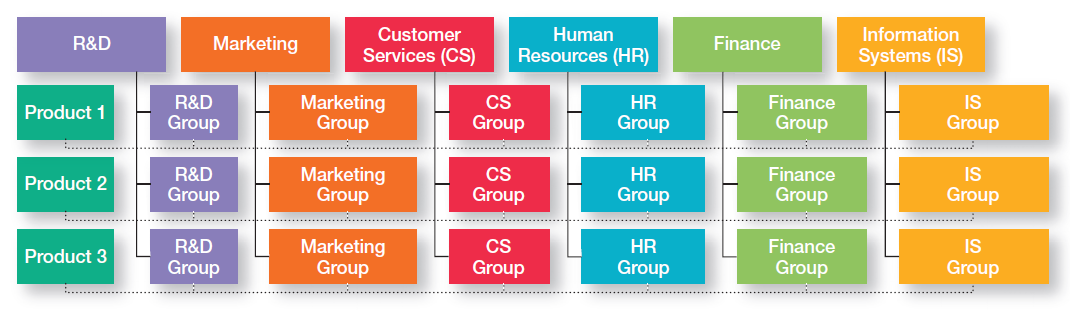 R&D
Marketing
Customer
Services (CS)
Human
Resources (HR)
Finance
Information
Systems (IS)
Product 1
R&D
Group
Marketing
Group
CS
Group
HR
Group
Finance
Group
IS
Group
Product 2
R&D
Group
Marketing
Group
CS
Group
HR
Group
Finance
Group
IS
Group
Product 3
R&D
Group
Marketing
Group
CS
Group
HR
Group
Finance
Group
IS
Group